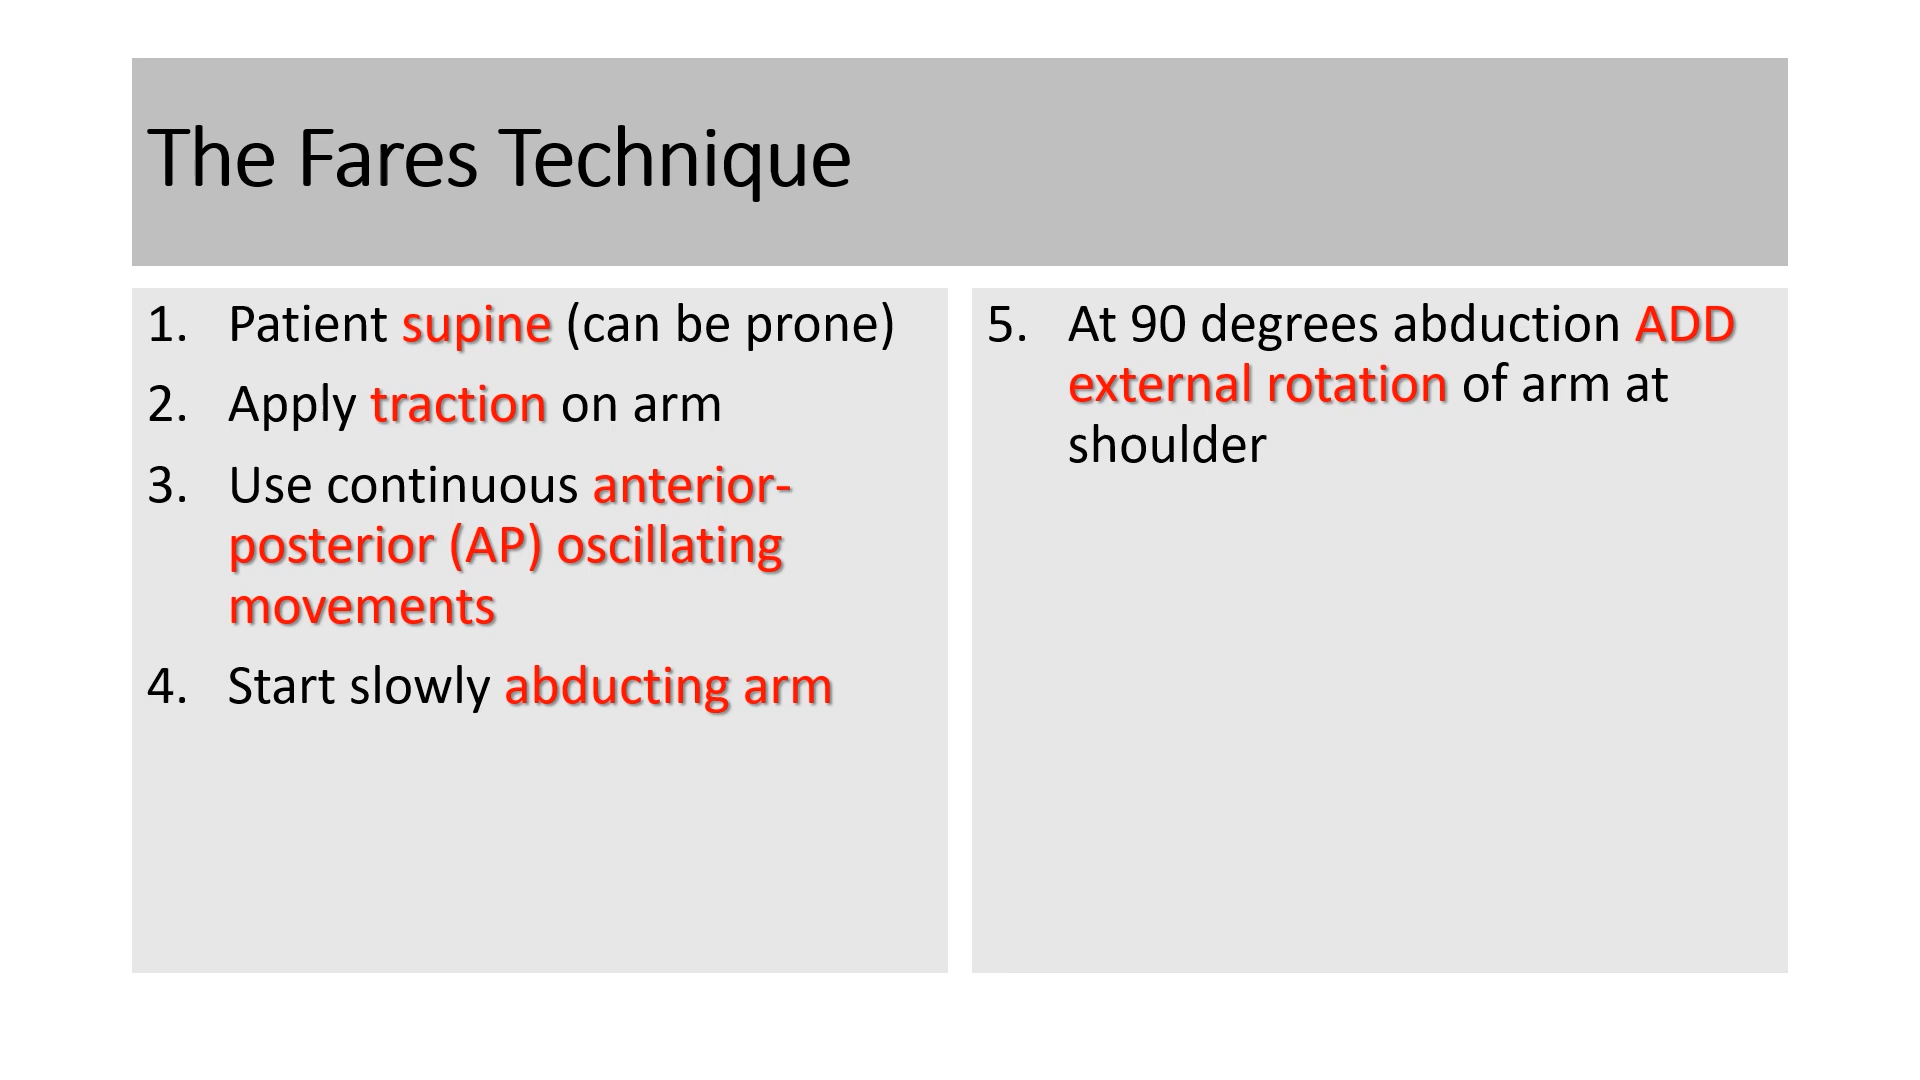 The Fares Technique
1. Patient supine (can be prone)
2. Apply traction on arm
3. Use continuous anterior-
posterior (AP) oscillating
movements
4. Start slowly abducting arm
5. At 90 degrees abduction ADD
external rotation of arm at
shoulder